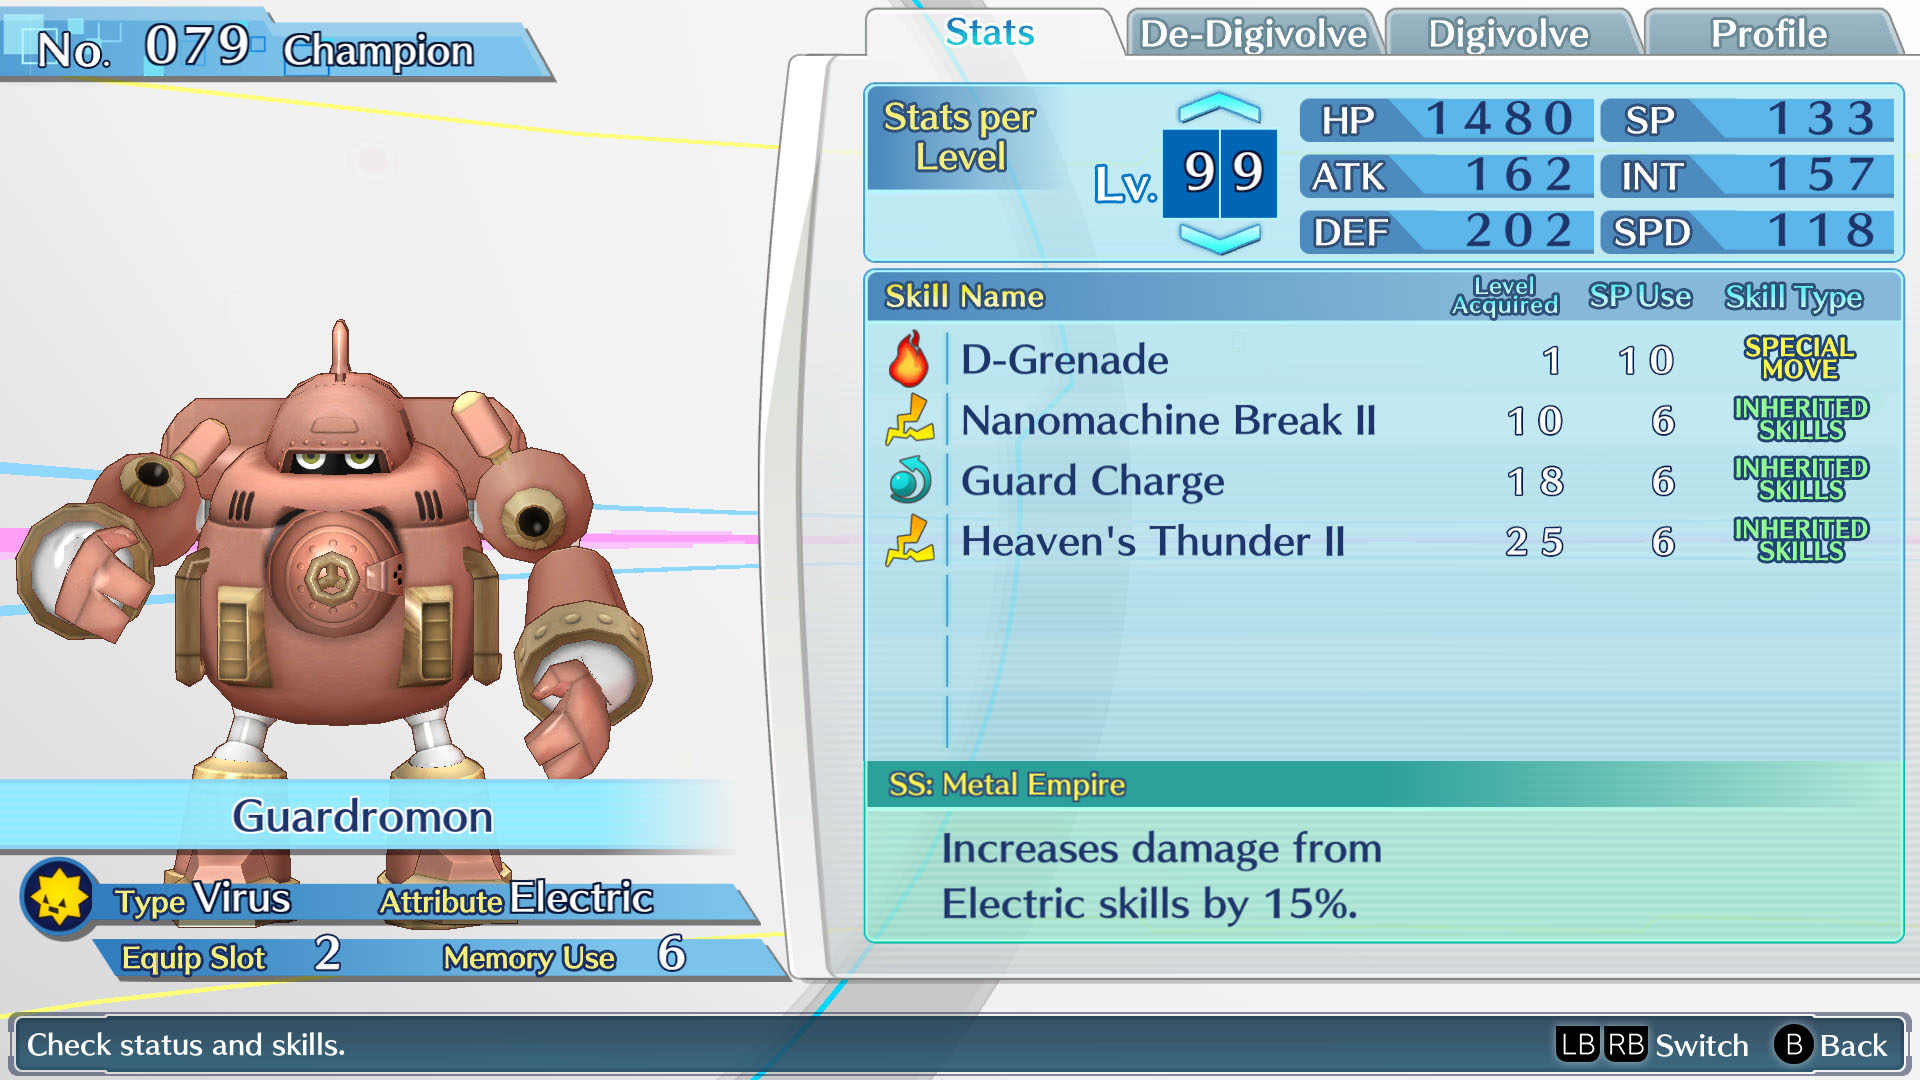 No. 079 Champion
Stats De-Digivolve Digivolve Profile
Stats per
Level
Lv. 99
HP 1480 SP 133
ATK 162 INT 157
DEF 202 SPD 118
Skill Name Level Acquired SP Use Skill Type
D-Grenade 1 10 SPECIAL MOVE
Nanomachine Break II 10 6 INHERITED SKILLS
Guard Charge 18 6 INHERITED SKILLS
Heaven's Thunder II 25 6 INHERITED SKILLS
SS: Metal Empire
Increases damage from
Electric skills by 15%.
Guardromon
Type Virus Attribute Electric
Equip Slot 2 Memory Use 6
Check status and skills. LB RB Switch B Back